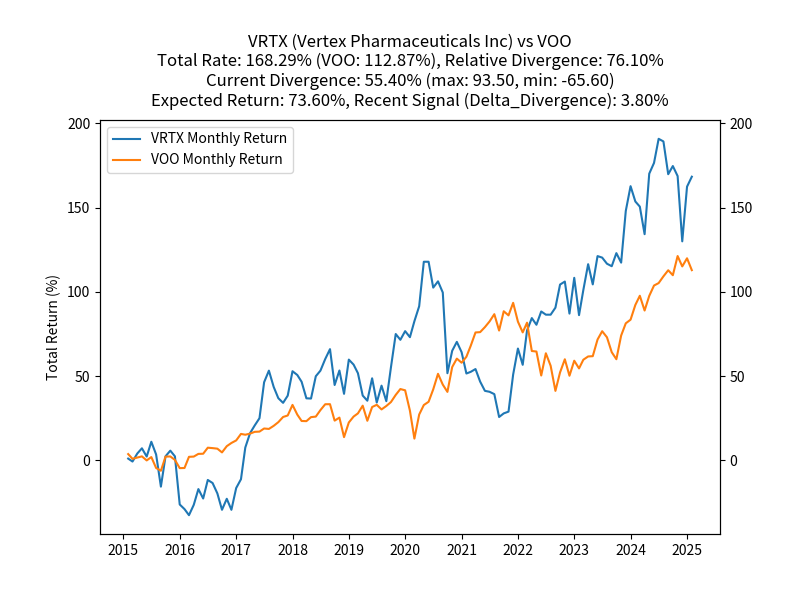 VRTX (Vertex Pharmaceuticals Inc) vs VOO
Total Rate: 168.29% (VOO: 112.87%), Relative Divergence: 76.10%
Current Divergence: 55.40% (max: 93.50, min: -65.60)
Expected Return: 73.60%, Recent Signal (Delta_Divergence): 3.80%
VRTX Monthly Return
VOO Monthly Return
Total Return (%)
200 200
150 150
100 100
50 50
0 0
2015 2016 2017 2018 2019 2020 2021 2022 2023 2024 2025